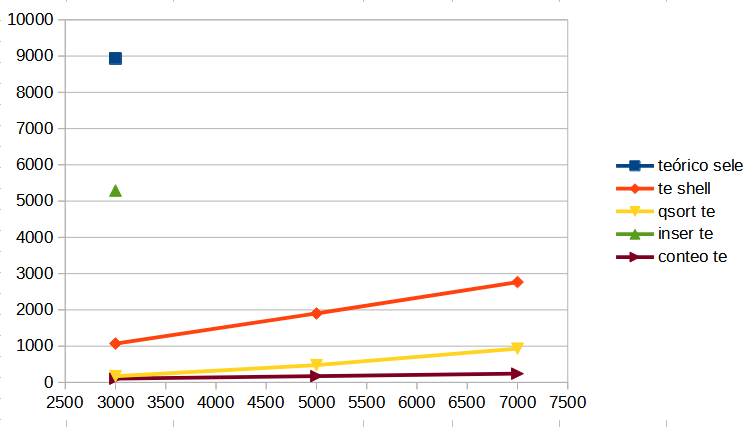 10000
9000
8000
7000
6000
5000
4000
3000
2000
1000
0
2500 3000 3500 4000 4500 5000 5500 6000 6500 7000 7500
teórico sele
te shell
qsort te
inser te
conteo te